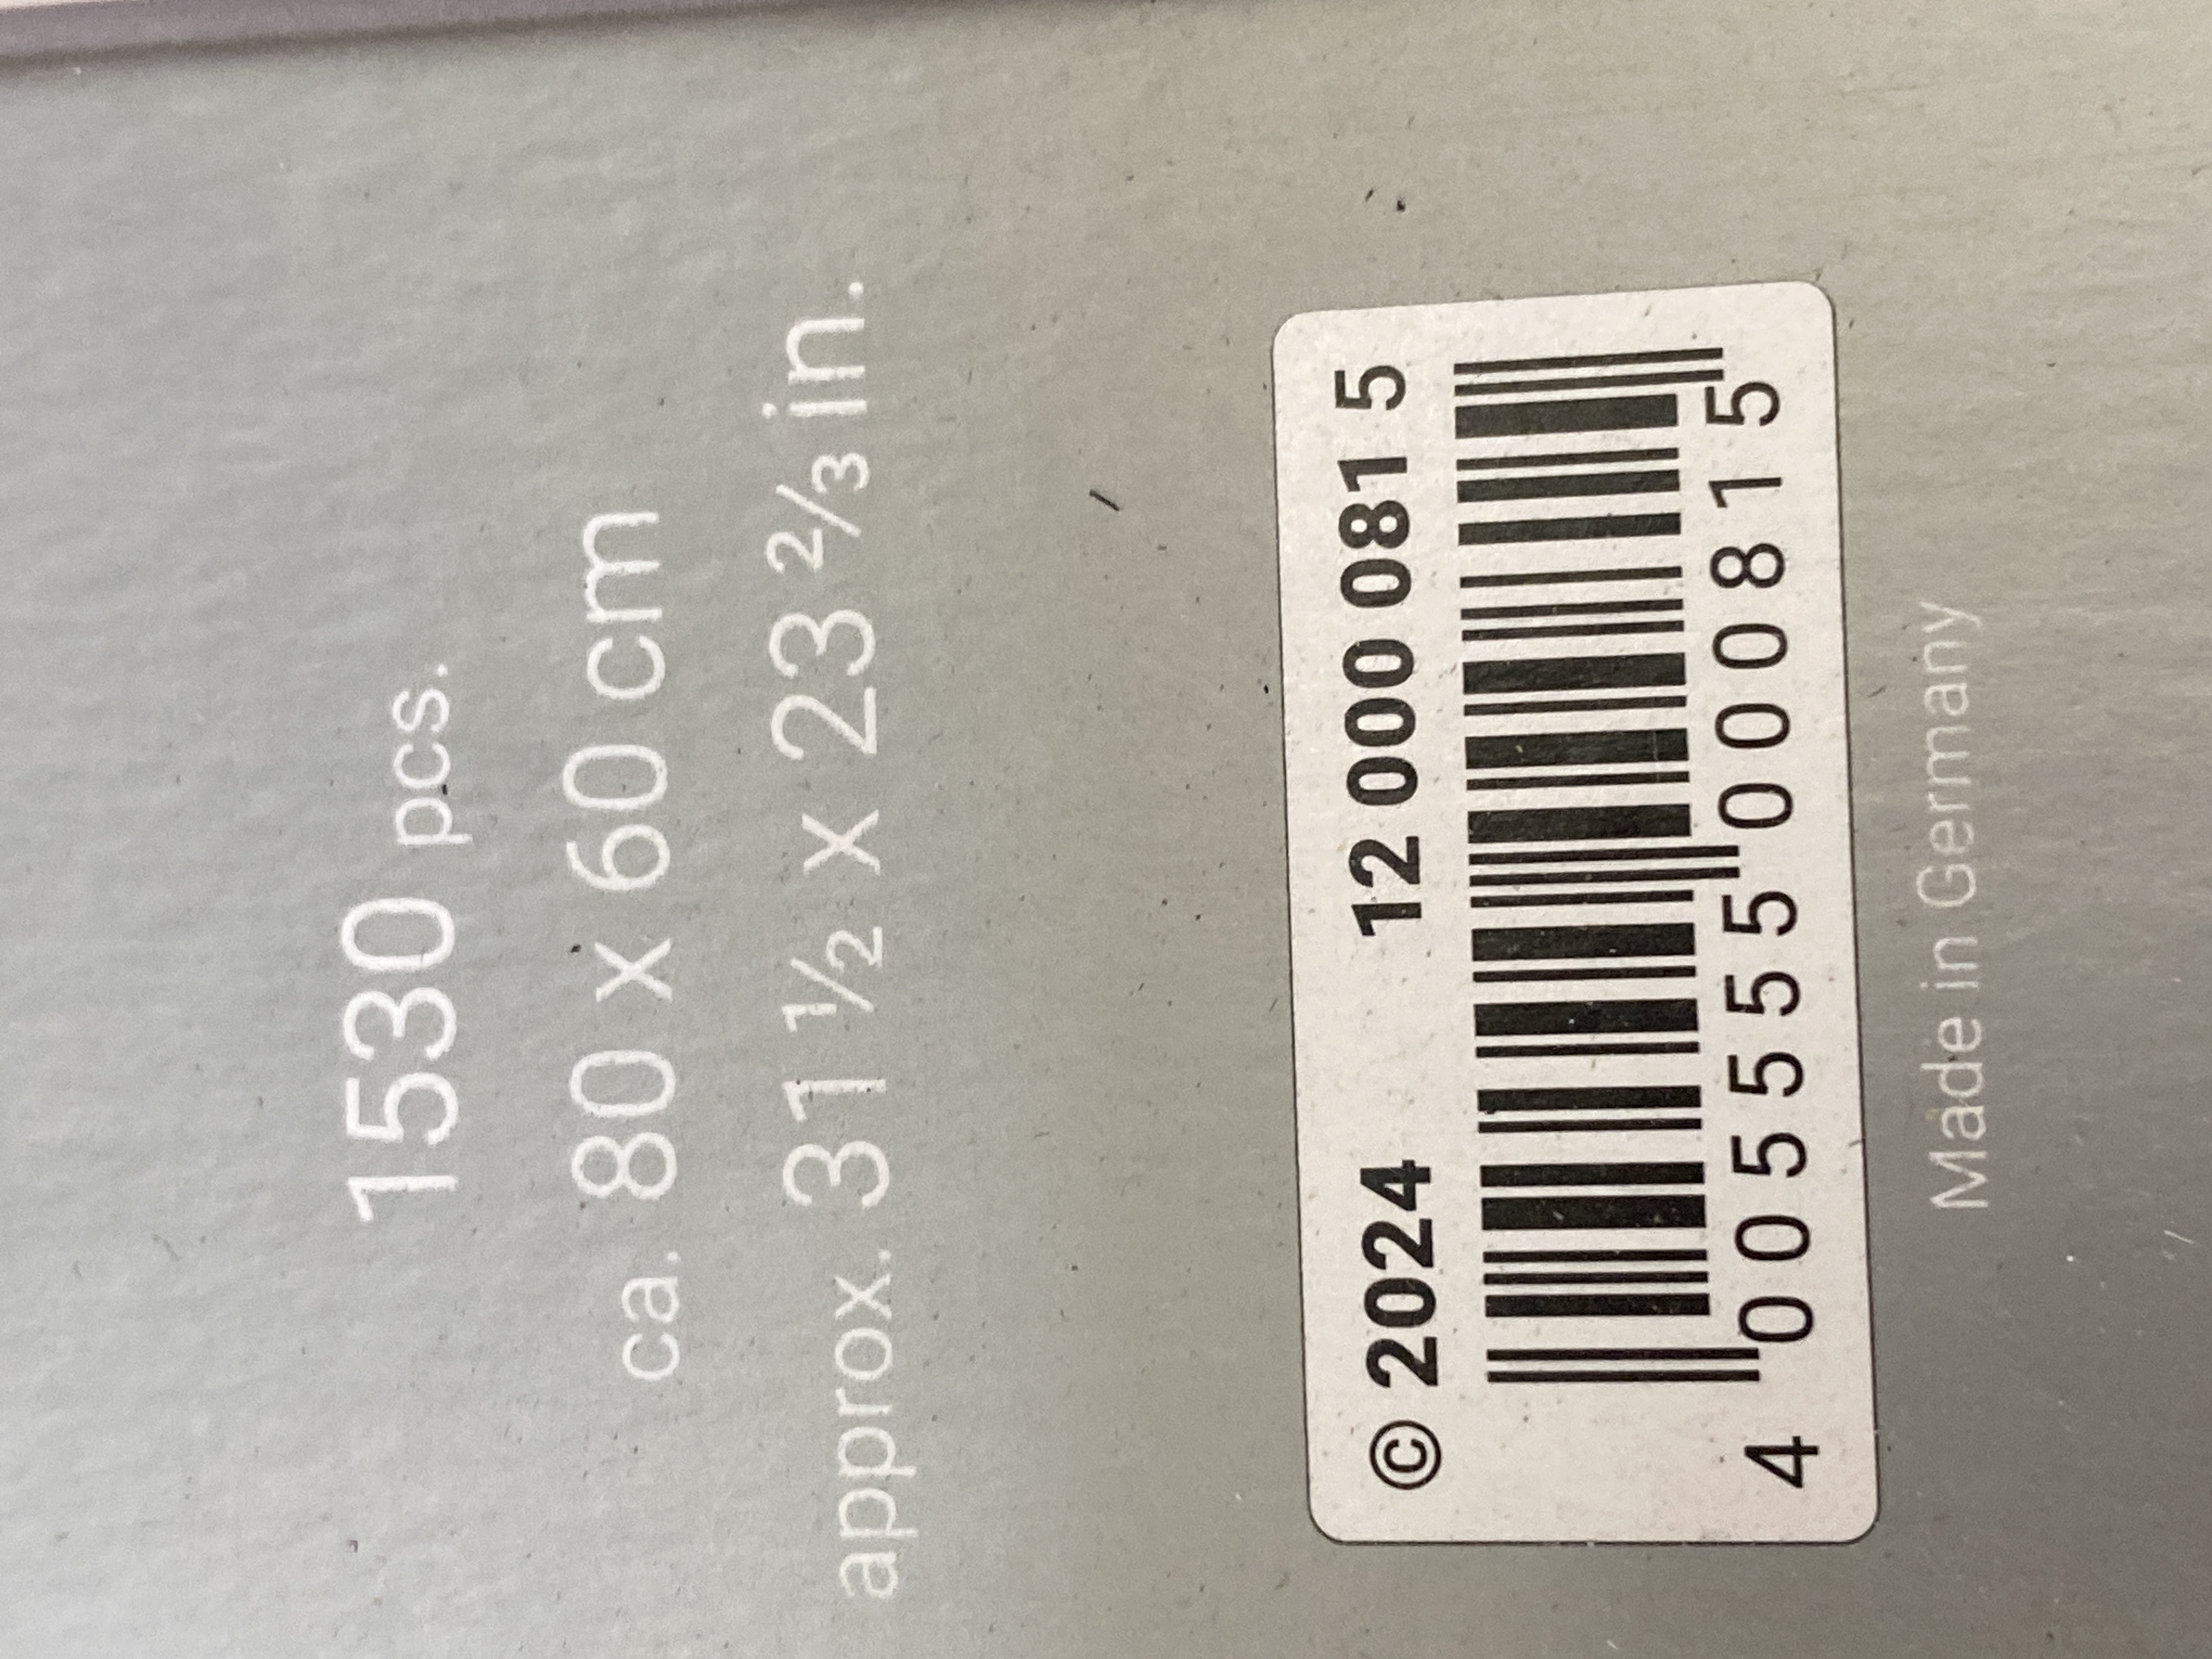 1530 pcs.
ca. 80 x 60 cm
approx. 31 ½ x 23 ⅔ in.
© 2024 12 000 081 5
4 005555 000815
Made in Germany